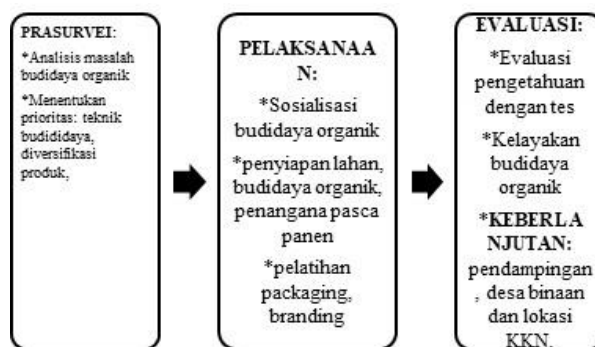 PRASURVEI:
*Analisis masalah
budidaya organik
*Menentukan
prioritas: teknik
budididaya,
diversifikasi
produk,
PELAKSANAA
N:
*Sosialisasi
budidaya organik
*penyiapan lahan,
budidaya organik,
penangana pasca
panen
*pelatihan
packaging,
branding
EVALUASI:
*Evaluasi
pengetahuan
dengan tes
*Kelayakan
budidaya
organik
*KEBERLA
NJUTAN:
pendampingan
, desa binaan
dan lokasi
KKN.